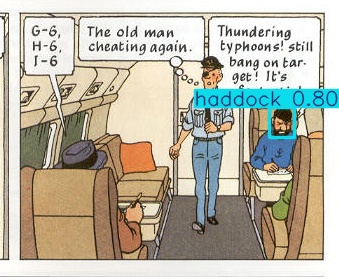 G-6,
H-6,
I-6
The old man
cheating again.
Thundering
typhoons! still
bang on tar-
get! It's
haddock 0.80